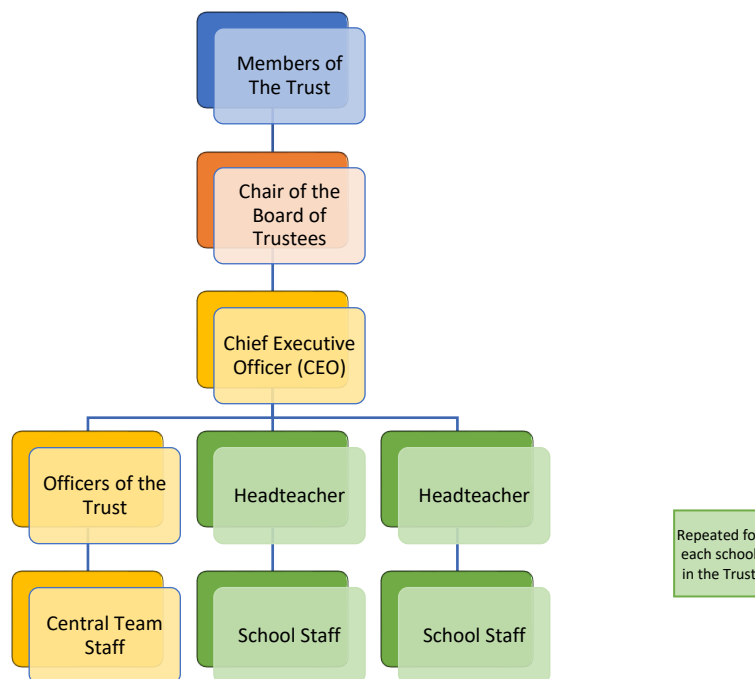 Members of
The Trust
Chair of the
Board of
Trustees
Chief Executive
Officer (CEO)
Officers of the
Trust
Headteacher
Headteacher
Repeated fo
each school
in the Trust
Central Team
Staff
School Staff
School Staff